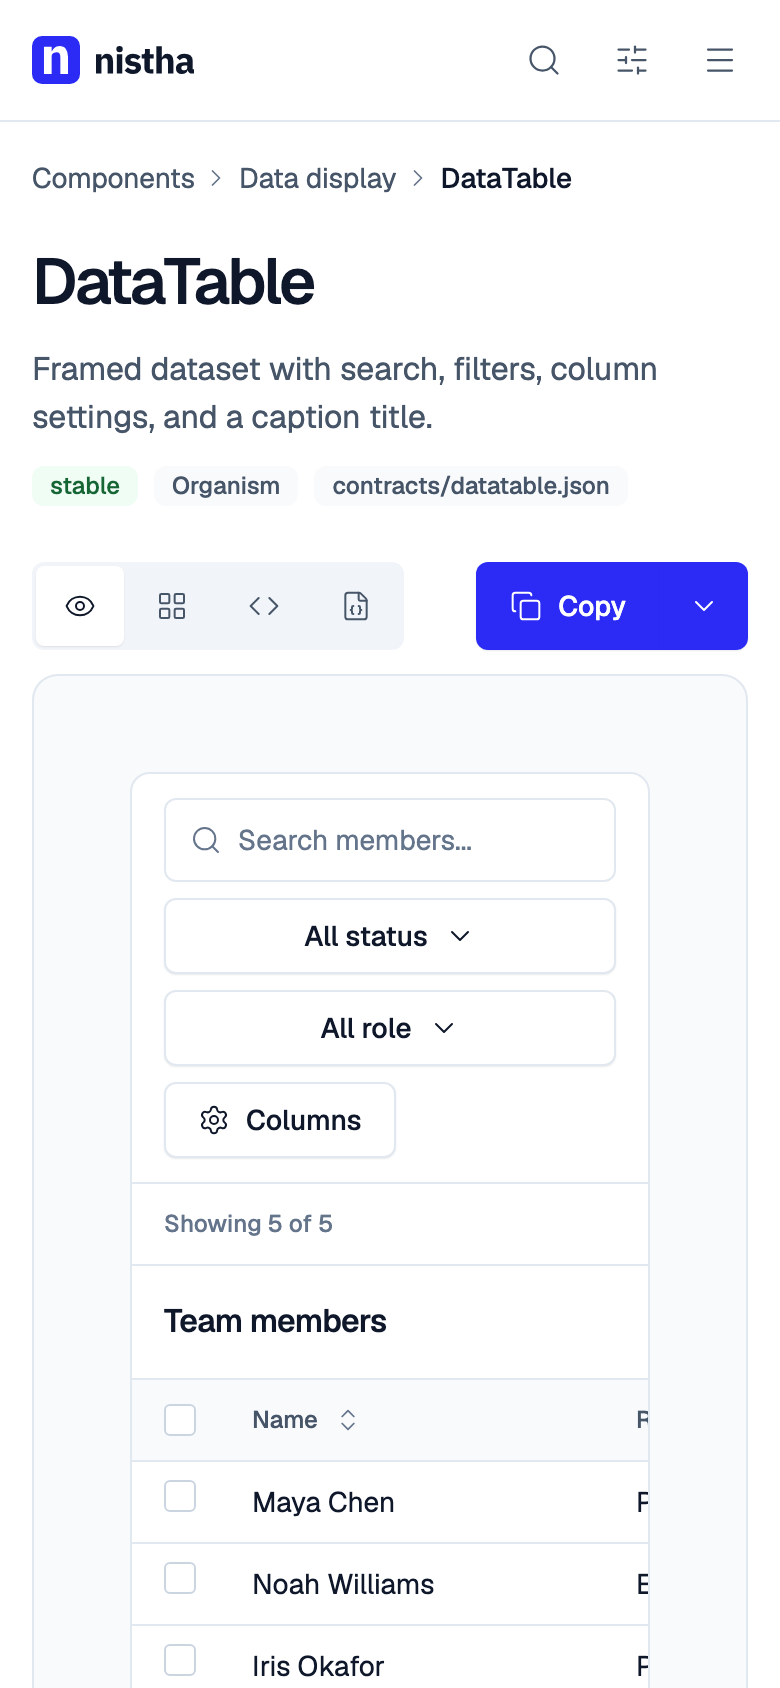 n nistha
Components > Data display > DataTable
DataTable
Framed dataset with search, filters, column
settings, and a caption title.
stable Organism contracts/datatable.json
Copy
Search members...
All status
All role
Columns
Showing 5 of 5
Team members
Name
Maya Chen
Noah Williams
Iris Okafor